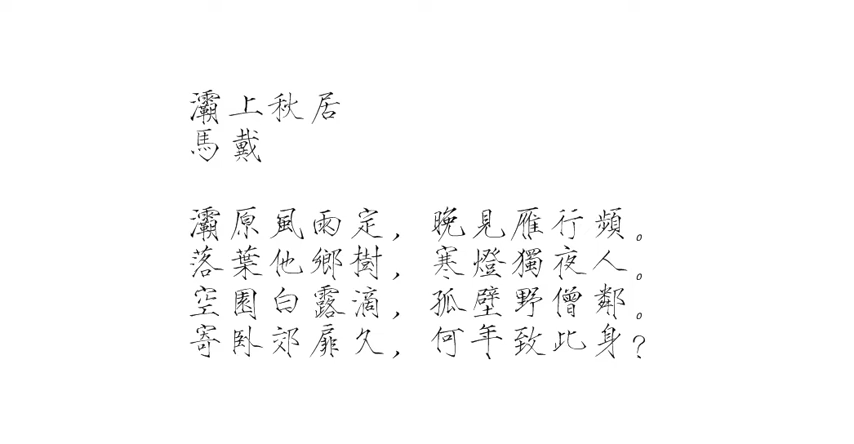 灞上秋居
馬戴
灞原風雨定，晚見雁行頻。
落葉他鄉樹，寒燈獨夜人。
空園白露滴，孤壁野僧鄰。
寄臥郊扉久，何年致此身？